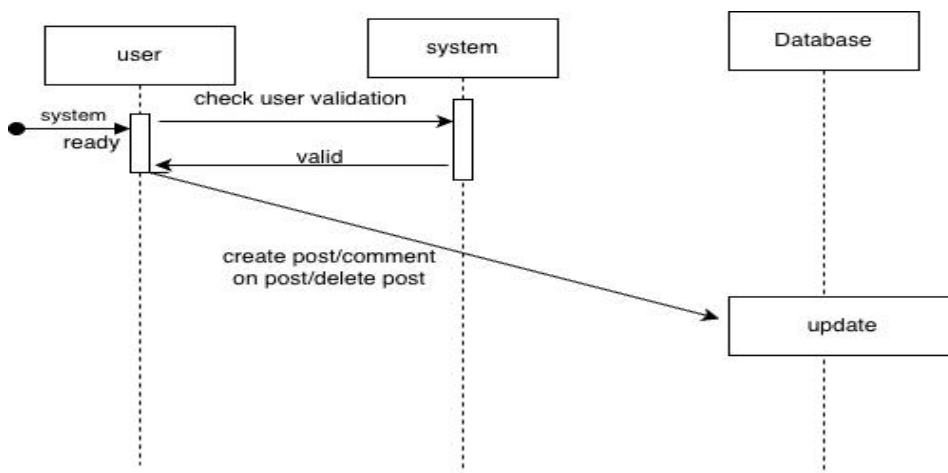 user
system
Database
check user validation
system
ready
valid
create post/comment
on post/delete post
update